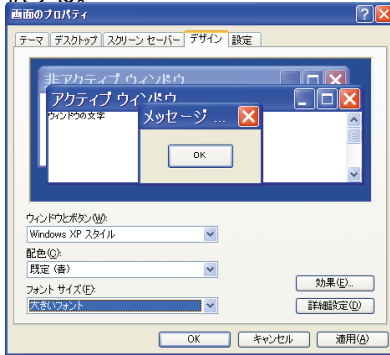 画面のプロパティ
テーマ デスクトップ スクリーン セーバー デザイン 設定
非アクティブ ウィンドウ
アクティブ ウィンドウ
ウィンドウの文字
メッセージ ...
OK
ウィンドウとボタン(W):
Windows XP スタイル
配色(C):
既定 (青)
フォント サイズ(F):
大きいフォント
効果(E)...
詳細設定(D)
OK キャンセル 適用(A)